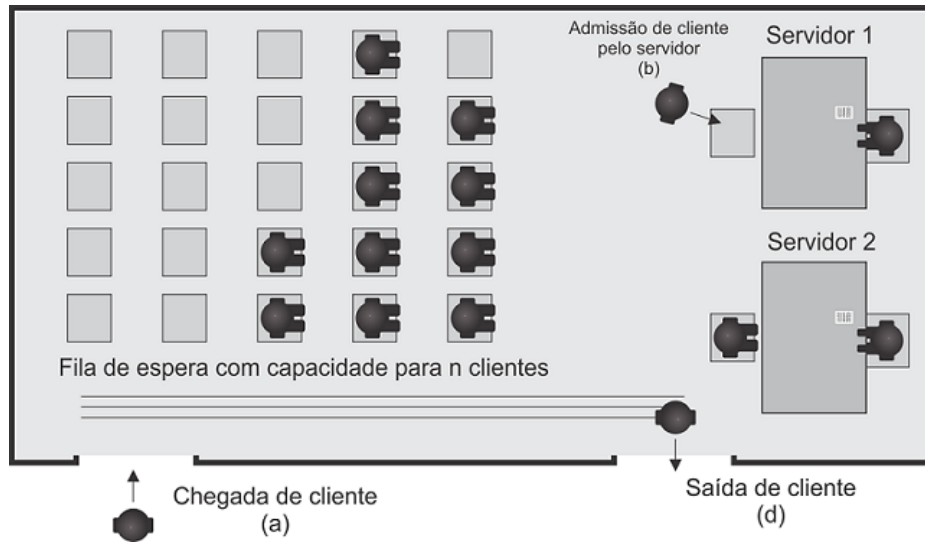 Admissão de cliente
pelo servidor
(b)
Servidor 1
Servidor 2
Fila de espera com capacidade para n clientes
Chegada de cliente
(a)
Saída de cliente
(d)